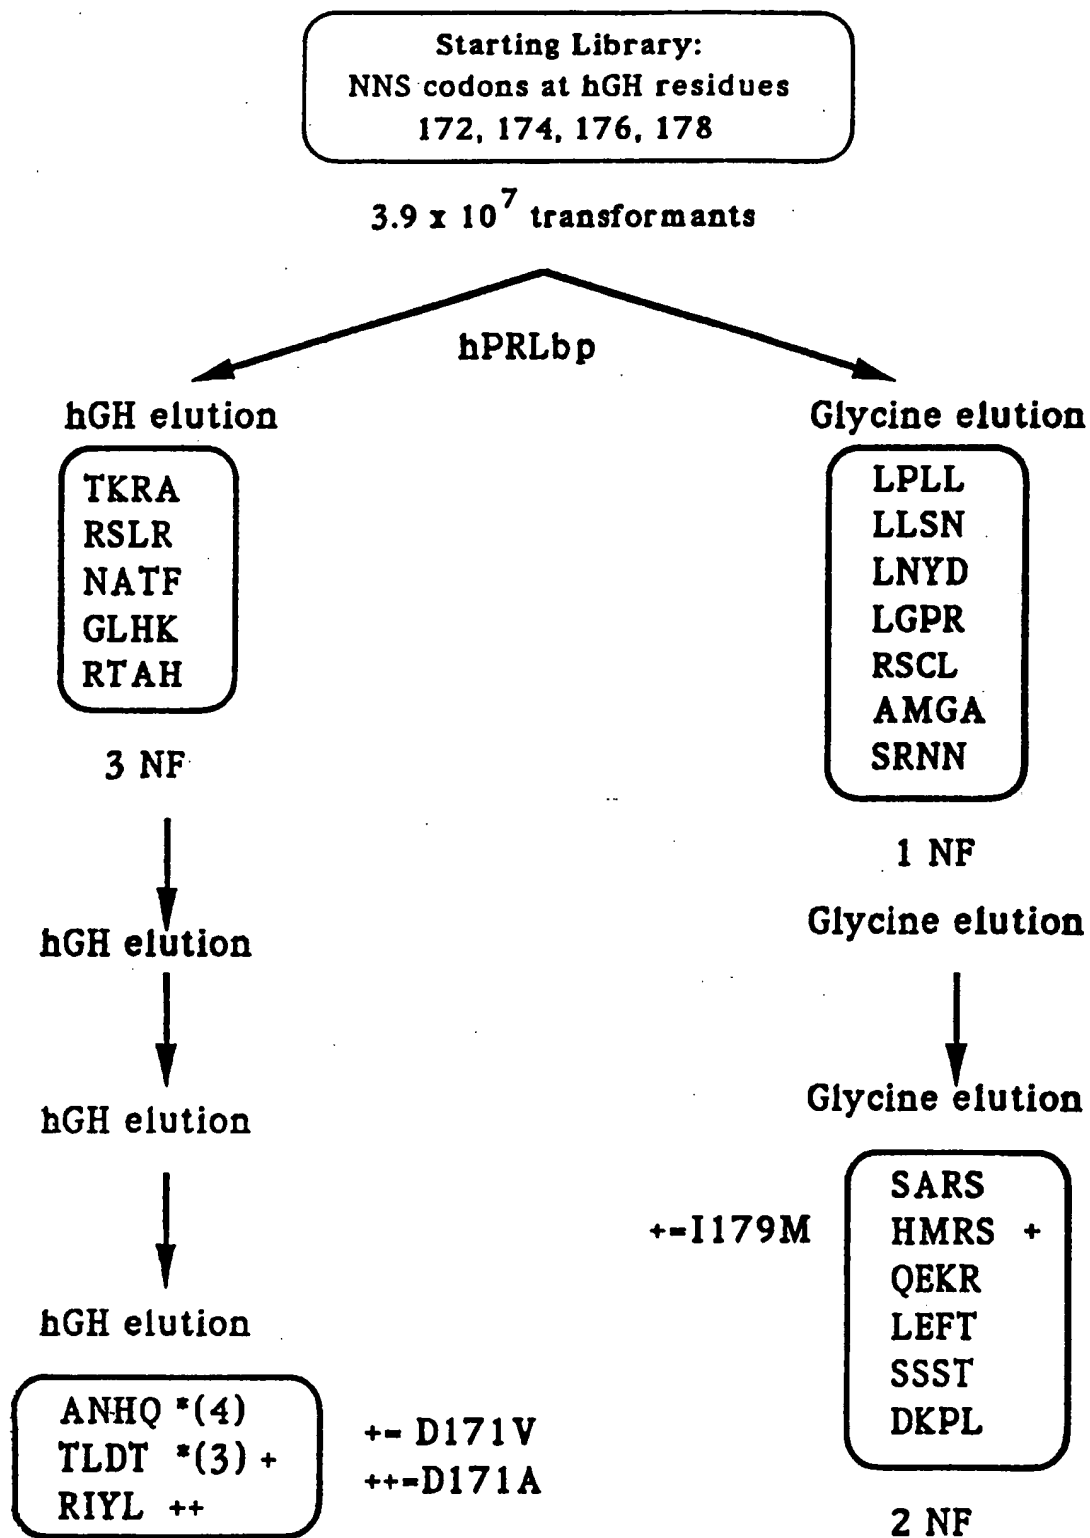 Starting Library:
NNS codons at hGH residues
172, 174, 176, 178
3.9 x 10^7 transformants
hPRLbp
hGH elution
TKRA
RSLR
NATF
GLHK
RTAH
3 NF
hGH elution
hGH elution
hGH elution
ANHQ *(4)
TLDT *(3) +
RIYL ++
+= D171V
++=D171A
Glycine elution
LPLL
LLSN
LNYD
LGPR
RSCL
AMGA
SRNN
1 NF
Glycine elution
Glycine elution
+=I179M
SARS
HMRS +
QEKR
LEFT
SSST
DKPL
2 NF